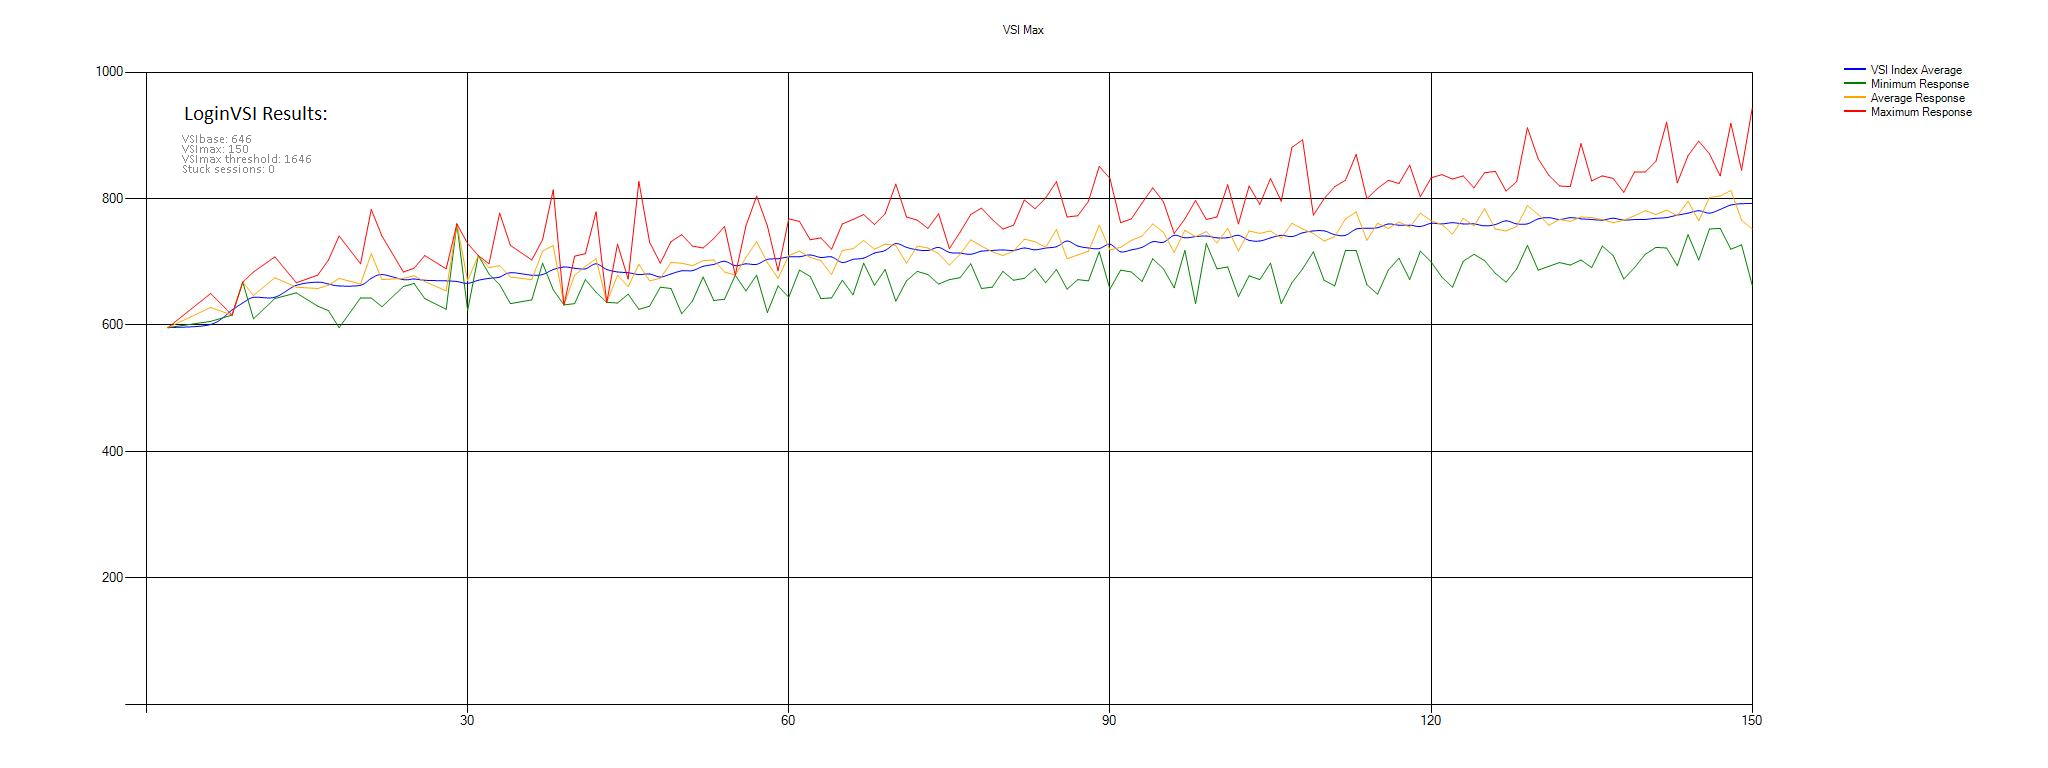 VSI Max
1000
800
600
400
200
LoginVSI Results:
VSIbase: 646
VSImax: 150
VSImax threshold: 1646
Stuck sessions: 0
VSI Index Average
Minimum Response
Average Response
Maximum Response
30 60 90 120 150